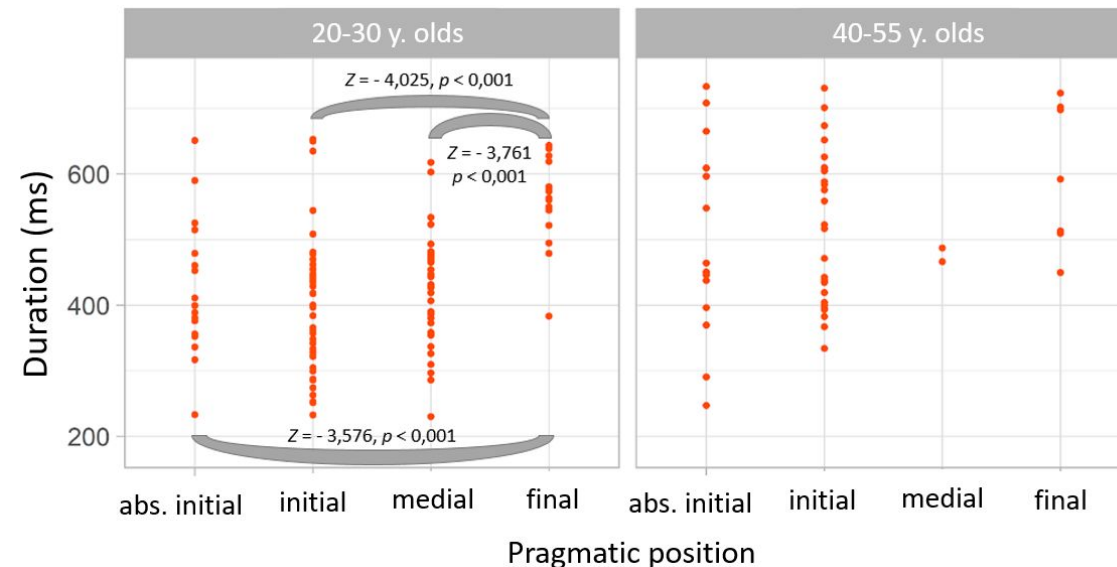 20-30 y. olds
40-55 y. olds
Z = - 4,025, p < 0,001
Z = - 3,761
p < 0,001
Z = - 3,576, p < 0,001
Duration (ms)
600
400
200
abs. initial initial medial final
abs. initial initial medial final
Pragmatic position